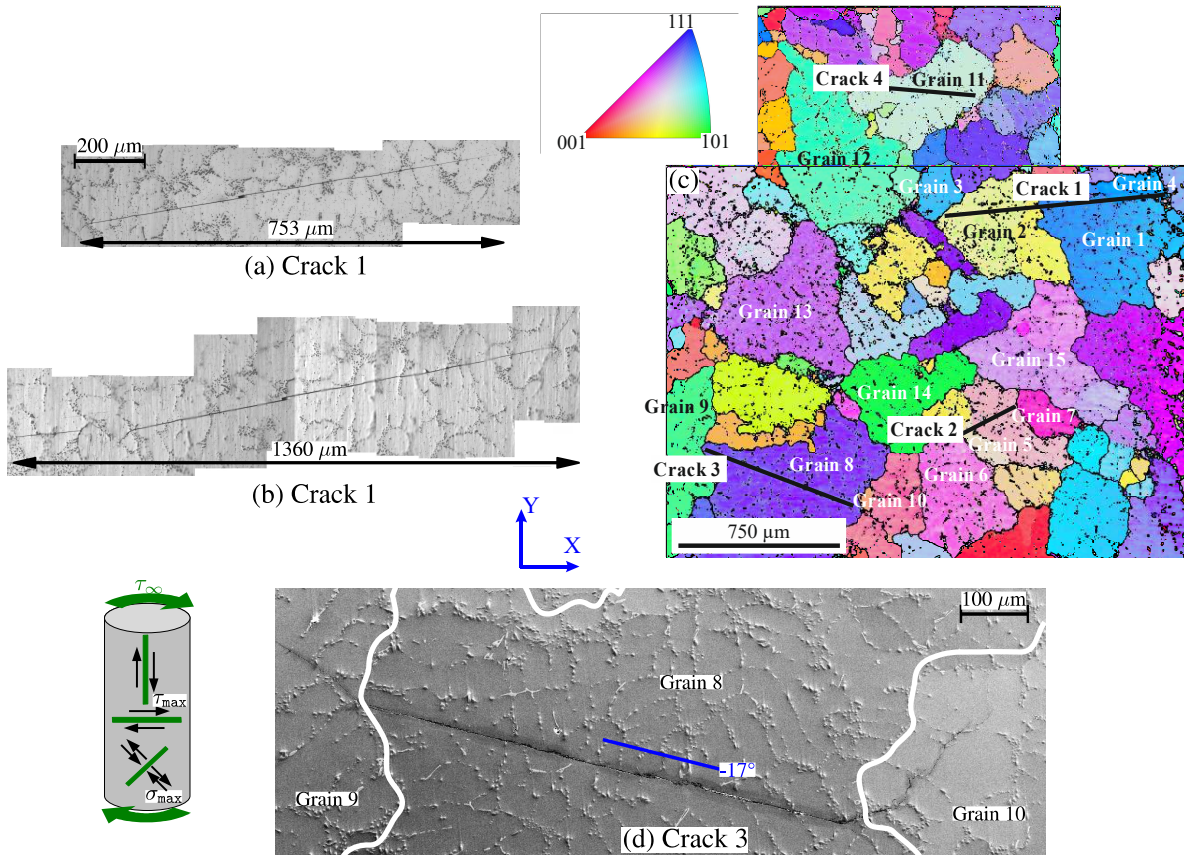 200 µm
753 µm
(a) Crack 1
1360 µm
(b) Crack 1
111
001
101
Crack 4
Grain 11
Grain 12
(c)
Grain 3
Crack 1
Grain 4
Grain 2
Grain 1
Grain 13
Grain 15
Grain 14
Grain 9
Grain 7
Crack 2
Grain 5
Crack 3
Grain 8
Grain 6
Grain 10
750 µm
Y
X
τ∞
τmax
σmax
100 µm
Grain 8
-17°
Grain 9
(d) Crack 3
Grain 10